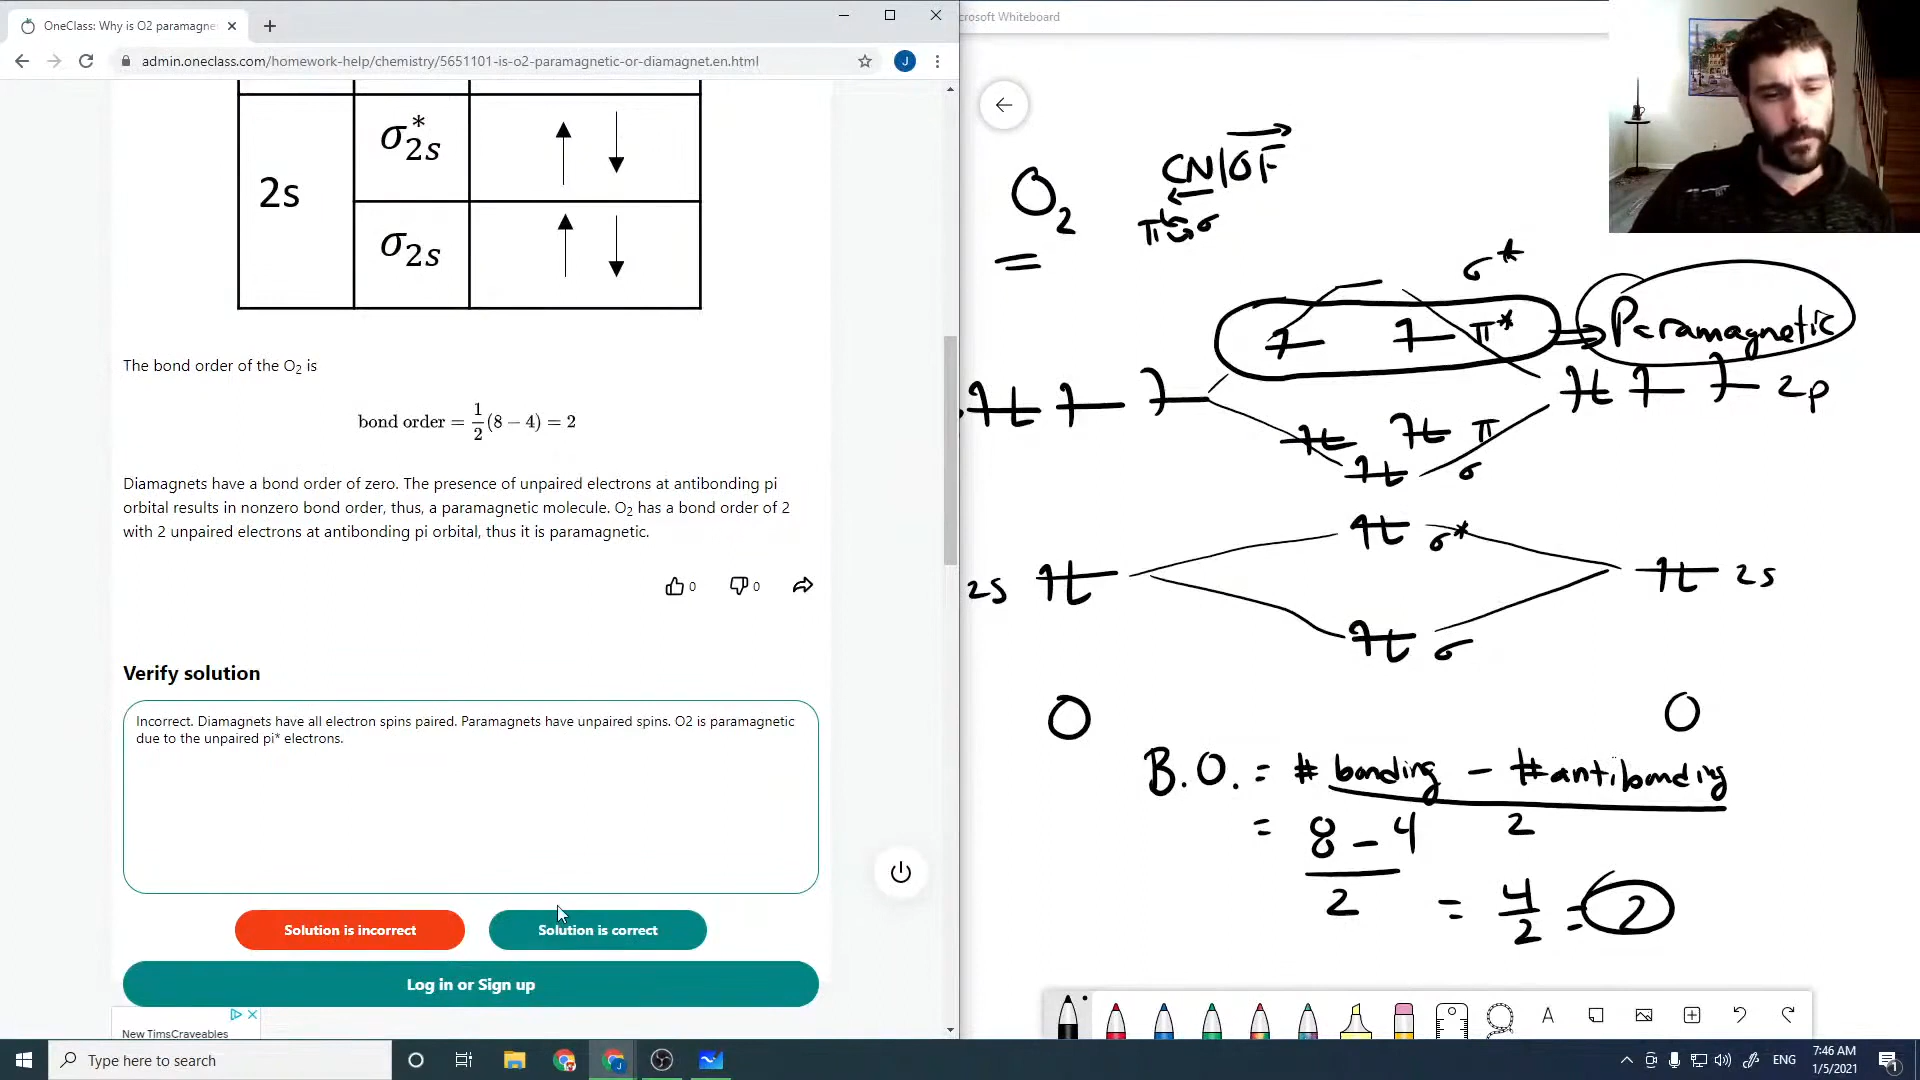 OneClass: Why is O2 paramagne
admin.oneclass.com/homework-help/chemistry/5651101-is-o2-paramagnetic-or-diamagnet.en.html
J
2s
σ*2s
σ2s
The bond order of the O2 is
bond order = 1/2(8 − 4) = 2
Diamagnets have a bond order of zero. The presence of unpaired electrons at antibonding pi
orbital results in nonzero bond order, thus, a paramagnetic molecule. O2 has a bond order of 2
with 2 unpaired electrons at antibonding pi orbital, thus it is paramagnetic.
0
0
Verify solution
Incorrect. Diamagnets have all electron spins paired. Paramagnets have unpaired spins. O2 is paramagnetic
due to the unpaired pi* electrons.
Solution is incorrect
Solution is correct
Log in or Sign up
New TimsCraveables
crosoft Whiteboard
O2
CN|OF
π σ
σ*
π*
Paramagnetic
2p
π
σ
σ*
2s
2s
σ
O
O
B.O. = # bonding − # antibonding
2
= 8 − 4
2
= 4/2 = 2
A
Type here to search
ENG
7:46 AM
1/5/2021
1